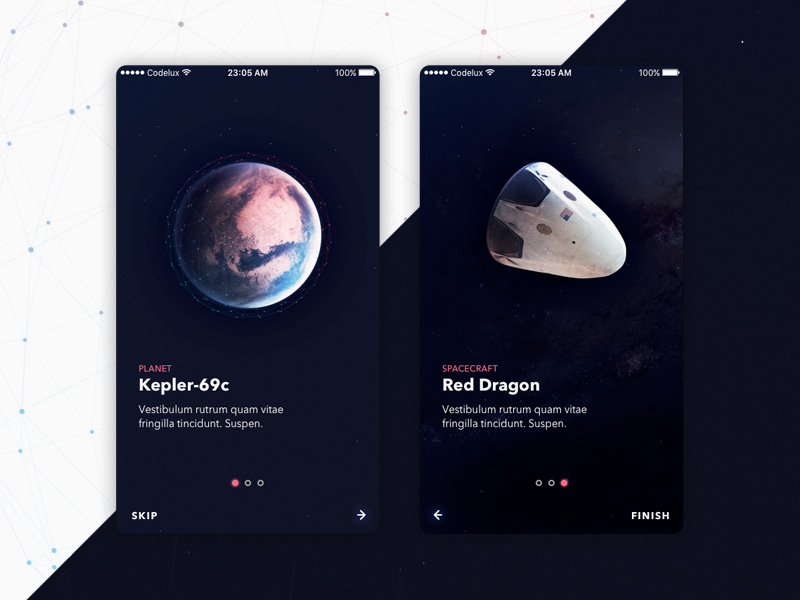 Codelux 23:05 AM 100%
PLANET
Kepler-69c
Vestibulum rutrum quam vitae
fringilla tincidunt. Suspen.
SKIP
Codelux 23:05 AM 100%
SPACECRAFT
Red Dragon
Vestibulum rutrum quam vitae
fringilla tincidunt. Suspen.
FINISH